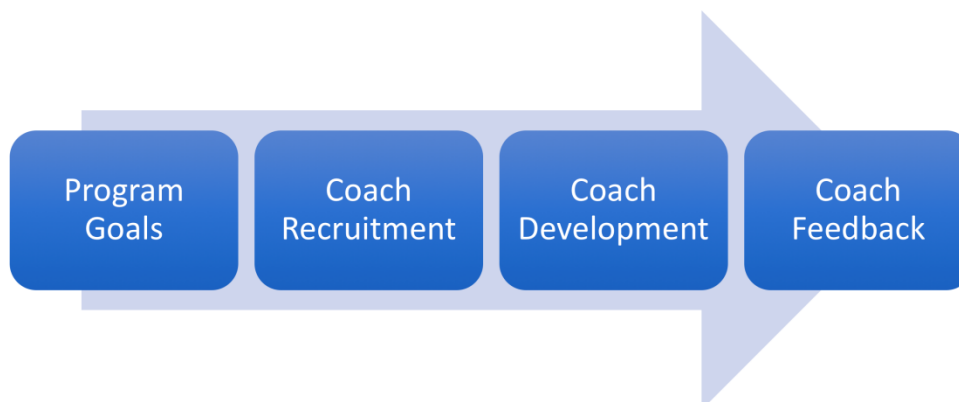 Program
Goals
Coach
Recruitment
Coach
Development
Coach
Feedback